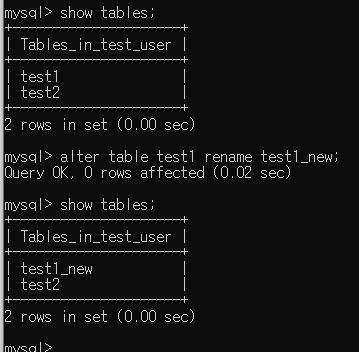 mysql> show tables;
+---------------------+
| Tables_in_test_user |
+---------------------+
| test1               |
| test2               |
+---------------------+
2 rows in set (0.00 sec)
mysql> alter table test1 rename test1_new;
Query OK, 0 rows affected (0.02 sec)
mysql> show tables;
+---------------------+
| Tables_in_test_user |
+---------------------+
| test1_new           |
| test2               |
+---------------------+
2 rows in set (0.00 sec)
mysql>